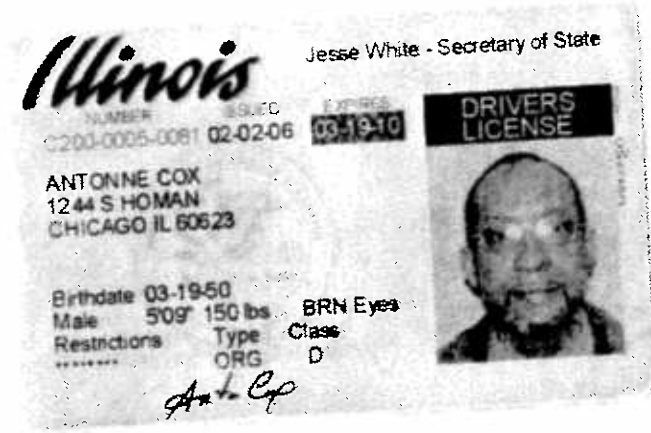 Illinois
Jesse White - Secretary of State
NUMBER ISSUED EXPIRES
C200-0005-0081 02-02-06 03-19-10
DRIVERS
LICENSE
ANTONNE COX
1244 S HOMAN
CHICAGO IL 60623
Birthdate 03-19-50
Male 5'09" 150 lbs BRN Eyes
Restrictions Type Class
******** ORG D